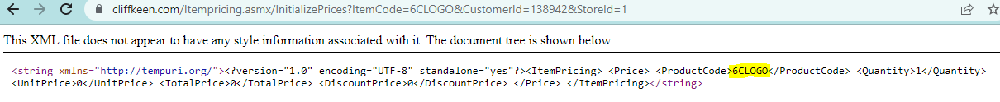 cliffkeen.com/Itempricing.asmx/InitializePrices?ItemCode=6CLOGO&CustomerId=138942&StoreId=1
This XML file does not appear to have any style information associated with it. The document tree is shown below.
<string xmlns="http://tempuri.org/"><?version="1.0" encoding="UTF-8" standalone="yes"?><ItemPricing> <Price> <ProductCode>6CLOGO</ProductCode> <Quantity>1</Quantity>
<UnitPrice>0</UnitPrice> <TotalPrice>0</TotalPrice> <DiscountPrice>0</DiscountPrice> </Price> </ItemPricing></string>